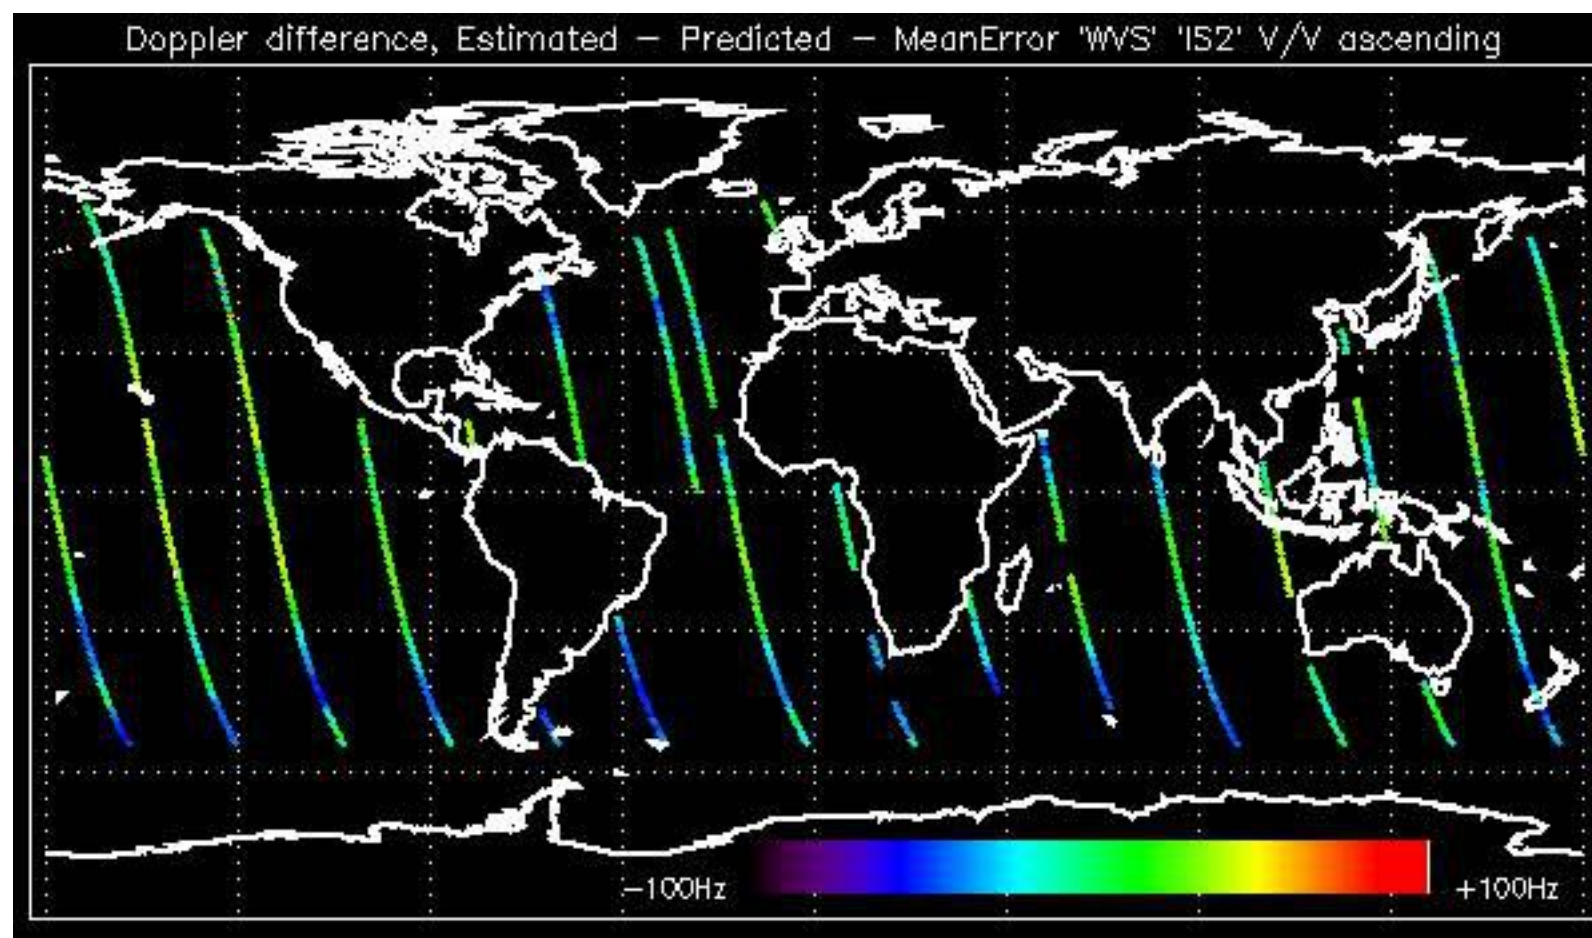 Doppler difference, Estimated – Predicted – MeanError 'WVS' 'IS2' V/V ascending
-100Hz +100Hz